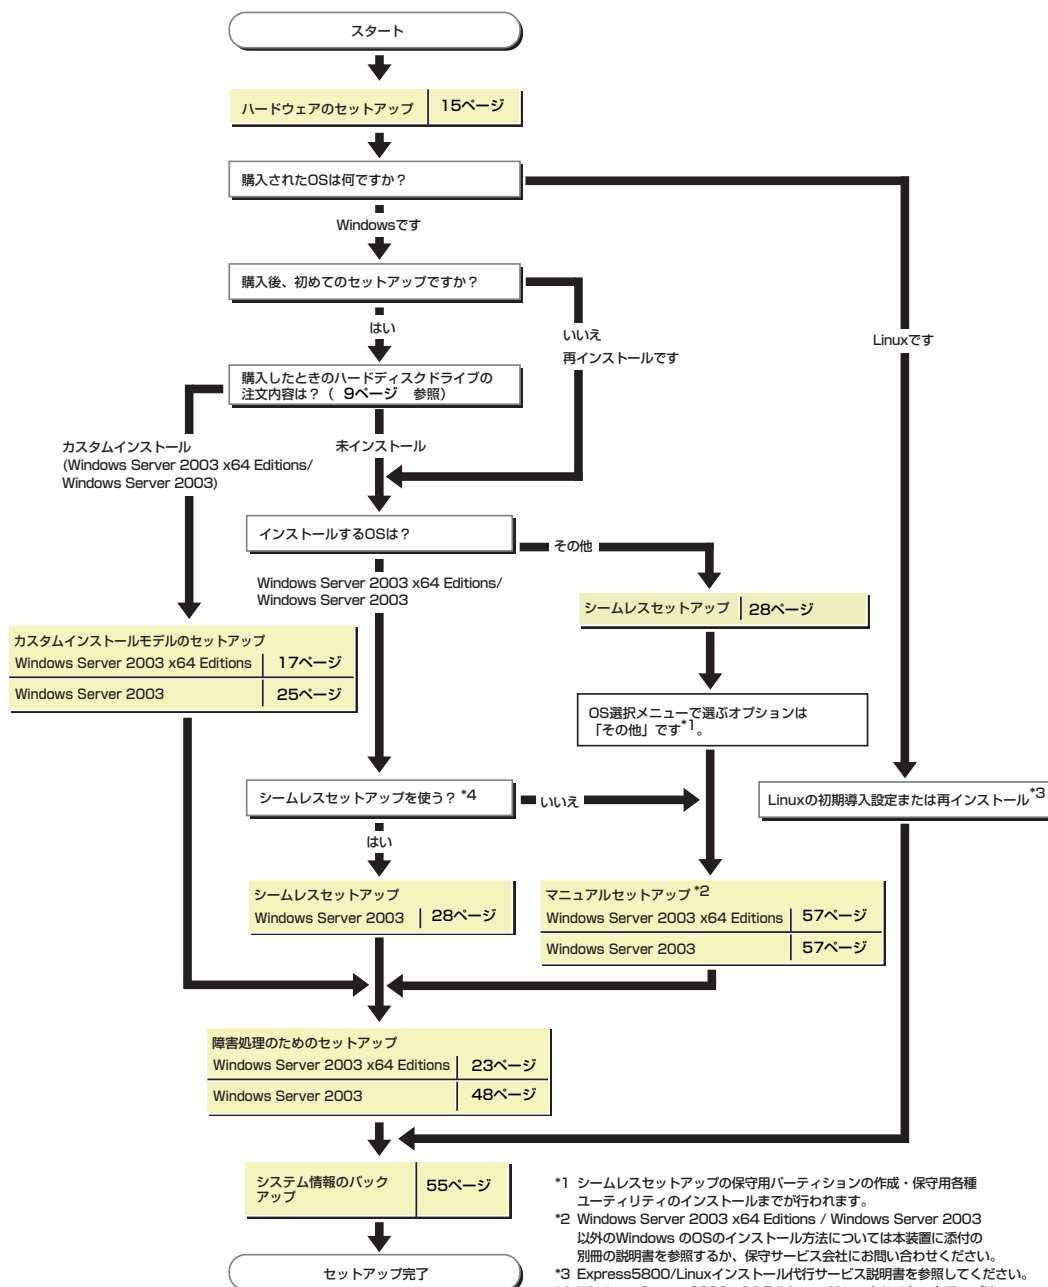 スタート
ハードウェアのセットアップ 15ページ
購入されたOSは何ですか？
Windowsです
購入後、初めてのセットアップですか？
はい
いいえ
再インストールです
Linuxです
購入したときのハードディスクドライブの
注文内容は？（ 9ページ 参照）
カスタムインストール
(Windows Server 2003 x64 Editions/
Windows Server 2003)
未インストール
インストールするOSは？
その他
Windows Server 2003 x64 Editions/
Windows Server 2003
シームレスセットアップ 28ページ
カスタムインストールモデルのセットアップ
Windows Server 2003 x64 Editions 17ページ
Windows Server 2003 25ページ
OS選択メニューで選ぶオプションは
「その他」です*1。
シームレスセットアップを使う？ *4
いいえ
Linuxの初期導入設定または再インストール*3
はい
シームレスセットアップ
Windows Server 2003 28ページ
マニュアルセットアップ *2
Windows Server 2003 x64 Editions 57ページ
Windows Server 2003 57ページ
障害処理のためのセットアップ
Windows Server 2003 x64 Editions 23ページ
Windows Server 2003 48ページ
システム情報のバック
アップ
55ページ
セットアップ完了
*1 シームレスセットアップの保守用パーティションの作成・保守用各種
ユーティリティのインストールまでが行われます。
*2 Windows Server 2003 x64 Editions / Windows Server 2003
以外のWindows のOSのインストール方法については本装置に添付の
別冊の説明書を参照するか、保守サービス会社にお問い合わせください。
*3 Express5800/Linuxインストール代行サービス説明書を参照してください。